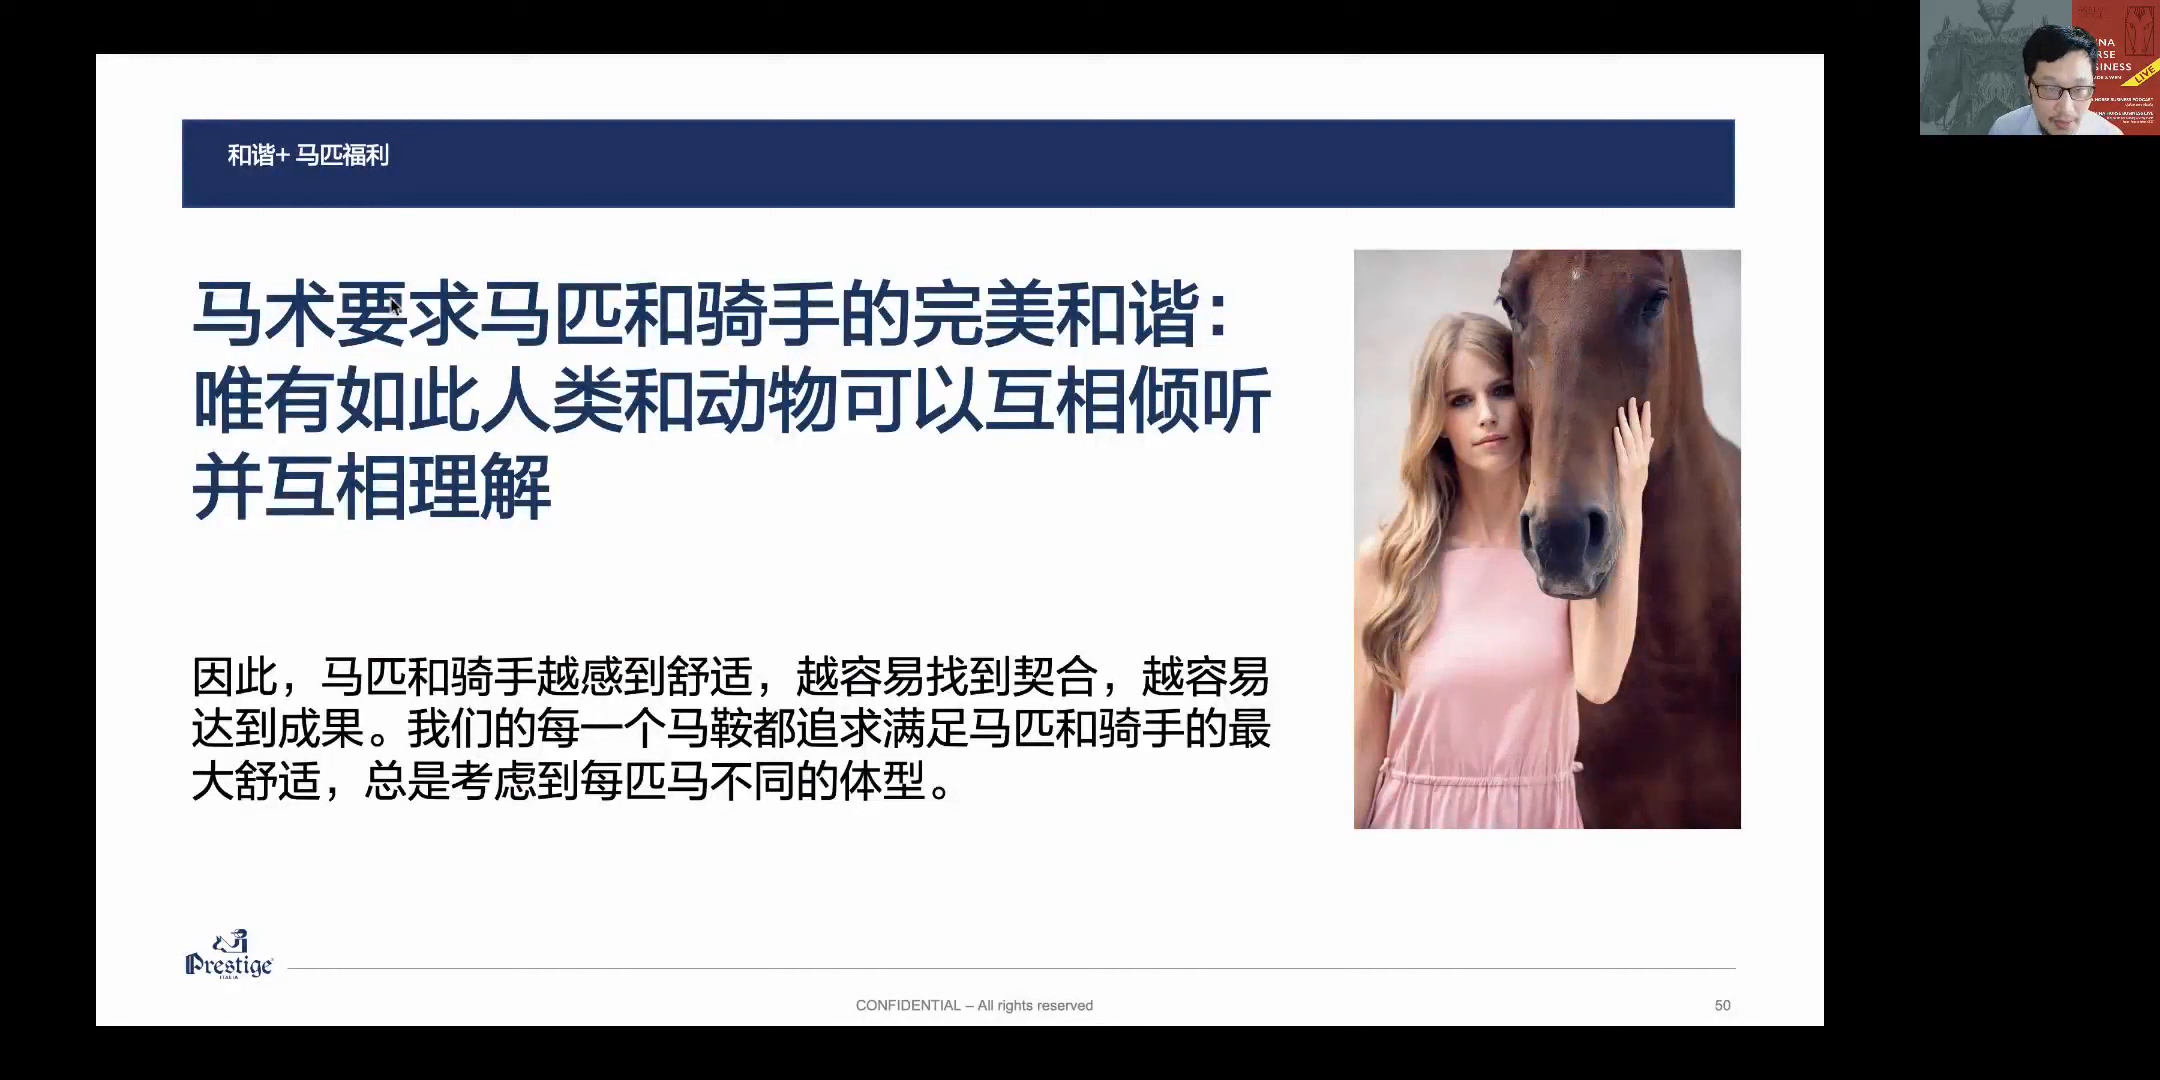 和谐+ 马匹福利
马术要求马匹和骑手的完美和谐：
唯有如此人类和动物可以互相倾听
并互相理解
因此，马匹和骑手越感到舒适，越容易找到契合，越容易
达到成果。我们的每一个马鞍都追求满足马匹和骑手的最
大舒适，总是考虑到每匹马不同的体型。
Prestige
ITALIA
CONFIDENTIAL – All rights reserved
50
LIVE